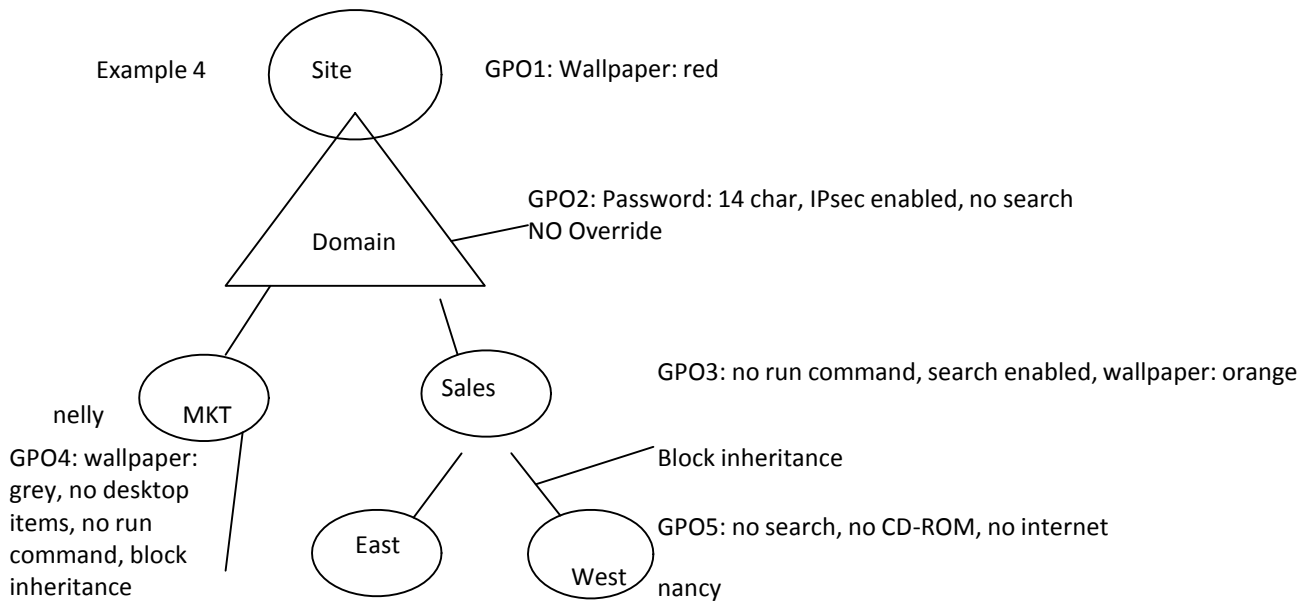 Example 4
Site
GPO1: Wallpaper: red
GPO2: Password: 14 char, IPsec enabled, no search
NO Override
Domain
GPO3: no run command, search enabled, wallpaper: orange
Sales
nelly
MKT
GPO4: wallpaper:
grey, no desktop
items, no run
command, block
inheritance
Block inheritance
GPO5: no search, no CD-ROM, no internet
East
West
nancy